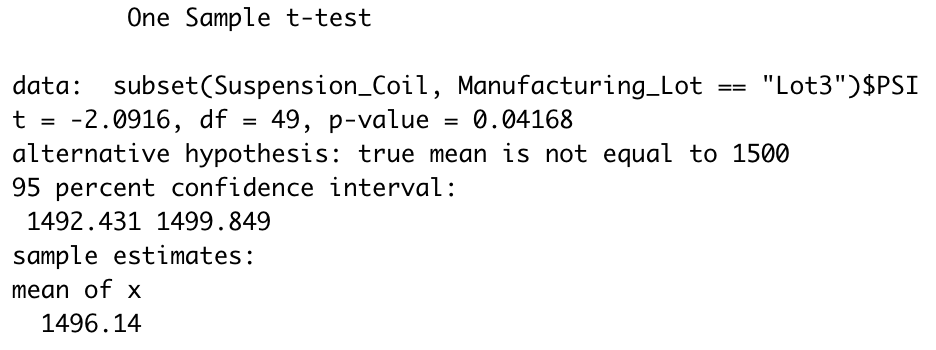 One Sample t-test
data:  subset(Suspension_Coil, Manufacturing_Lot == "Lot3")$PSI
t = -2.0916, df = 49, p-value = 0.04168
alternative hypothesis: true mean is not equal to 1500
95 percent confidence interval:
1492.431 1499.849
sample estimates:
mean of x
1496.14